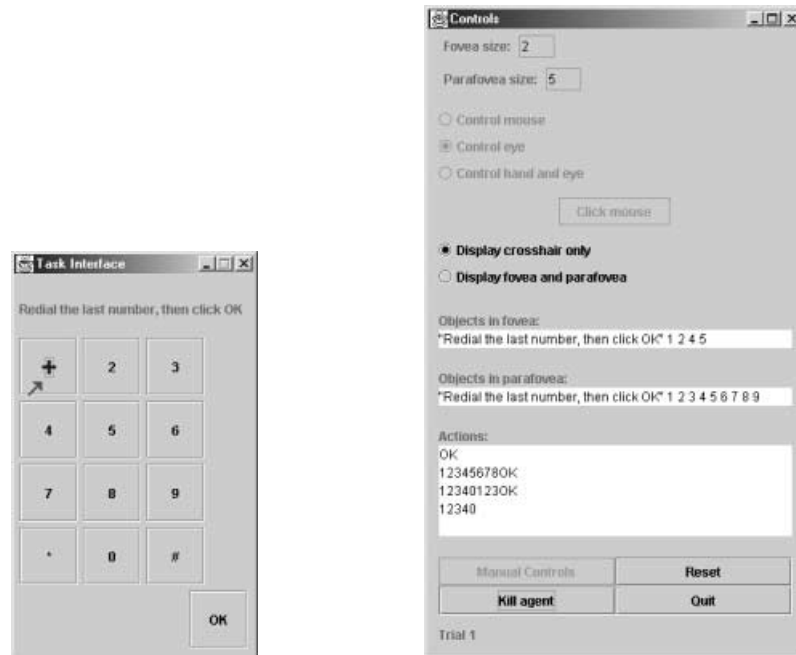 Task Interface
Redial the last number, then click OK
2 3
4 5 6
7 8 9
* 0 #
OK
Controls
Fovea size: 2
Parafovea size: 5
Control mouse
Control eye
Control hand and eye
Click mouse
Display crosshair only
Display fovea and parafovea
Objects in fovea:
"Redial the last number, then click OK" 1 2 4 5
Objects in parafovea:
"Redial the last number, then click OK" 1 2 3 4 5 6 7 8 9
Actions:
OK
12345678OK
12340123OK
12340
Manual Controls Reset
Kill agent Quit
Trial 1